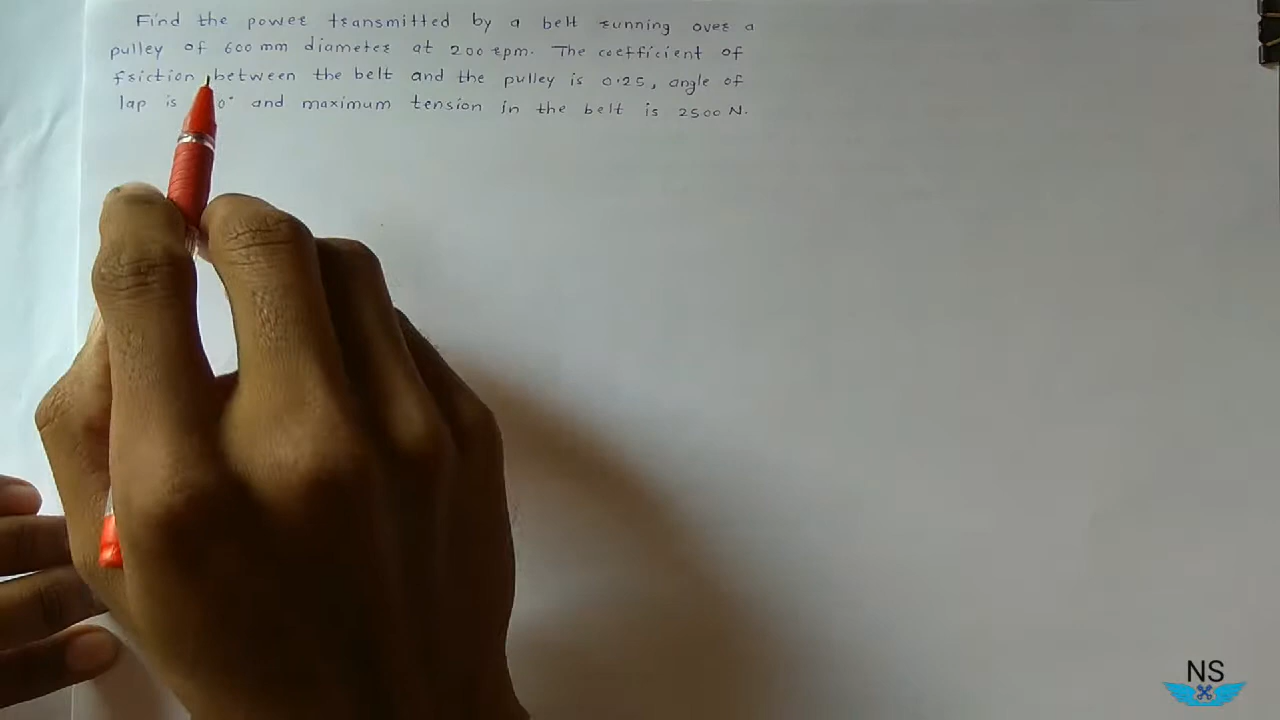 Find the power transmitted by a belt running over a
pulley of 600 mm diameter at 200 rpm. The coefficient of
friction between the belt and the pulley is 0.25, angle of
lap is 0° and maximum tension in the belt is 2500 N.
NS